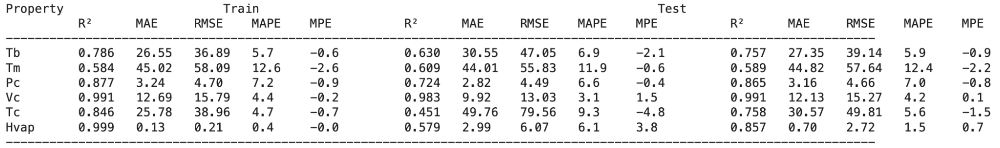 Property Train Test
R² MAE RMSE MAPE MPE R² MAE RMSE MAPE MPE R² MAE RMSE MAPE MPE
Tb 0.786 26.55 36.89 5.7 −0.6 0.630 30.55 47.05 6.9 −2.1 0.757 27.35 39.14 5.9 −0.9
Tm 0.584 45.02 58.09 12.6 −2.6 0.609 44.01 55.83 11.9 −0.6 0.589 44.82 57.64 12.4 −2.2
Pc 0.877 3.24 4.70 7.2 −0.9 0.724 2.82 4.49 6.6 −0.4 0.865 3.16 4.66 7.0 −0.8
Vc 0.991 12.69 15.79 4.4 −0.2 0.983 9.92 13.03 3.1 1.5 0.991 12.13 15.27 4.2 0.1
Tc 0.846 25.78 38.96 4.7 −0.7 0.451 49.76 79.56 9.3 −4.8 0.758 30.57 49.81 5.6 −1.5
Hvap 0.999 0.13 0.21 0.4 −0.0 0.579 2.99 6.07 6.1 3.8 0.857 0.70 2.72 1.5 0.7